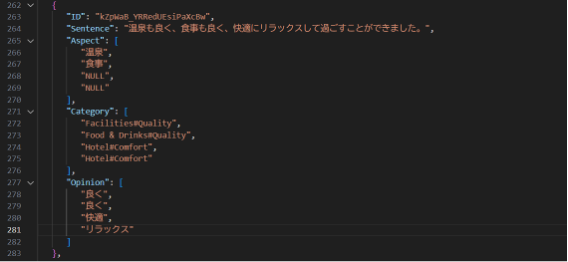 262 {
263 "ID": "kZpWaB_YRRedUEsiPaXcBw",
264 "Sentence": "温泉も良く、食事も良く、快適にリラックスして過ごすことができました。",
265 "Aspect": [
266 "温泉",
267 "食事",
268 "NULL",
269 "NULL"
270 ],
271 "Category": [
272 "Facilities#Quality",
273 "Food & Drinks#Quality",
274 "Hotel#Comfort",
275 "Hotel#Comfort"
276 ],
277 "Opinion": [
278 "良く",
279 "良く",
280 "快適",
281 "リラックス"
282 ]
283 },